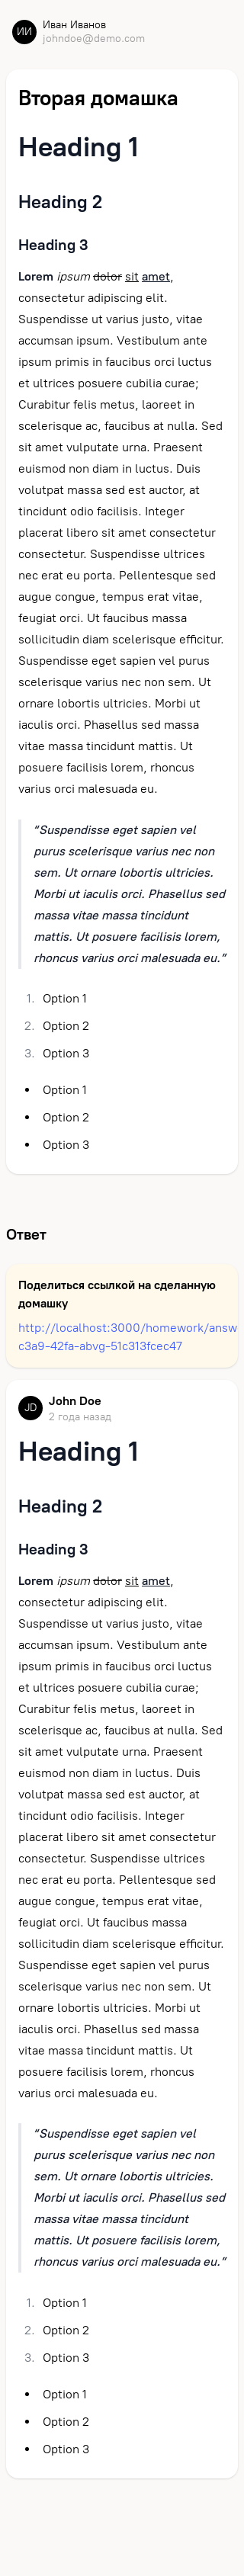 ИИ
Иван Иванов
johndoe@demo.com
Вторая домашка
Heading 1
Heading 2
Heading 3
Lorem ipsum dolor sit amet,
consectetur adipiscing elit.
Suspendisse ut varius justo, vitae
accumsan ipsum. Vestibulum ante
ipsum primis in faucibus orci luctus
et ultrices posuere cubilia curae;
Curabitur felis metus, laoreet in
scelerisque ac, faucibus at nulla. Sed
sit amet vulputate urna. Praesent
euismod non diam in luctus. Duis
volutpat massa sed est auctor, at
tincidunt odio facilisis. Integer
placerat libero sit amet consectetur
consectetur. Suspendisse ultrices
nec erat eu porta. Pellentesque sed
augue congue, tempus erat vitae,
feugiat orci. Ut faucibus massa
sollicitudin diam scelerisque efficitur.
Suspendisse eget sapien vel purus
scelerisque varius nec non sem. Ut
ornare lobortis ultricies. Morbi ut
iaculis orci. Phasellus sed massa
vitae massa tincidunt mattis. Ut
posuere facilisis lorem, rhoncus
varius orci malesuada eu.
“Suspendisse eget sapien vel
purus scelerisque varius nec non
sem. Ut ornare lobortis ultricies.
Morbi ut iaculis orci. Phasellus sed
massa vitae massa tincidunt
mattis. Ut posuere facilisis lorem,
rhoncus varius orci malesuada eu.”
1. Option 1
2. Option 2
3. Option 3
• Option 1
• Option 2
• Option 3
Ответ
Поделиться ссылкой на сделанную
домашку
http://localhost:3000/homework/answ
c3a9-42fa-abvg-51c313fcec47
JD
John Doe
2 года назад
Heading 1
Heading 2
Heading 3
Lorem ipsum dolor sit amet,
consectetur adipiscing elit.
Suspendisse ut varius justo, vitae
accumsan ipsum. Vestibulum ante
ipsum primis in faucibus orci luctus
et ultrices posuere cubilia curae;
Curabitur felis metus, laoreet in
scelerisque ac, faucibus at nulla. Sed
sit amet vulputate urna. Praesent
euismod non diam in luctus. Duis
volutpat massa sed est auctor, at
tincidunt odio facilisis. Integer
placerat libero sit amet consectetur
consectetur. Suspendisse ultrices
nec erat eu porta. Pellentesque sed
augue congue, tempus erat vitae,
feugiat orci. Ut faucibus massa
sollicitudin diam scelerisque efficitur.
Suspendisse eget sapien vel purus
scelerisque varius nec non sem. Ut
ornare lobortis ultricies. Morbi ut
iaculis orci. Phasellus sed massa
vitae massa tincidunt mattis. Ut
posuere facilisis lorem, rhoncus
varius orci malesuada eu.
“Suspendisse eget sapien vel
purus scelerisque varius nec non
sem. Ut ornare lobortis ultricies.
Morbi ut iaculis orci. Phasellus sed
massa vitae massa tincidunt
mattis. Ut posuere facilisis lorem,
rhoncus varius orci malesuada eu.”
1. Option 1
2. Option 2
3. Option 3
• Option 1
• Option 2
• Option 3